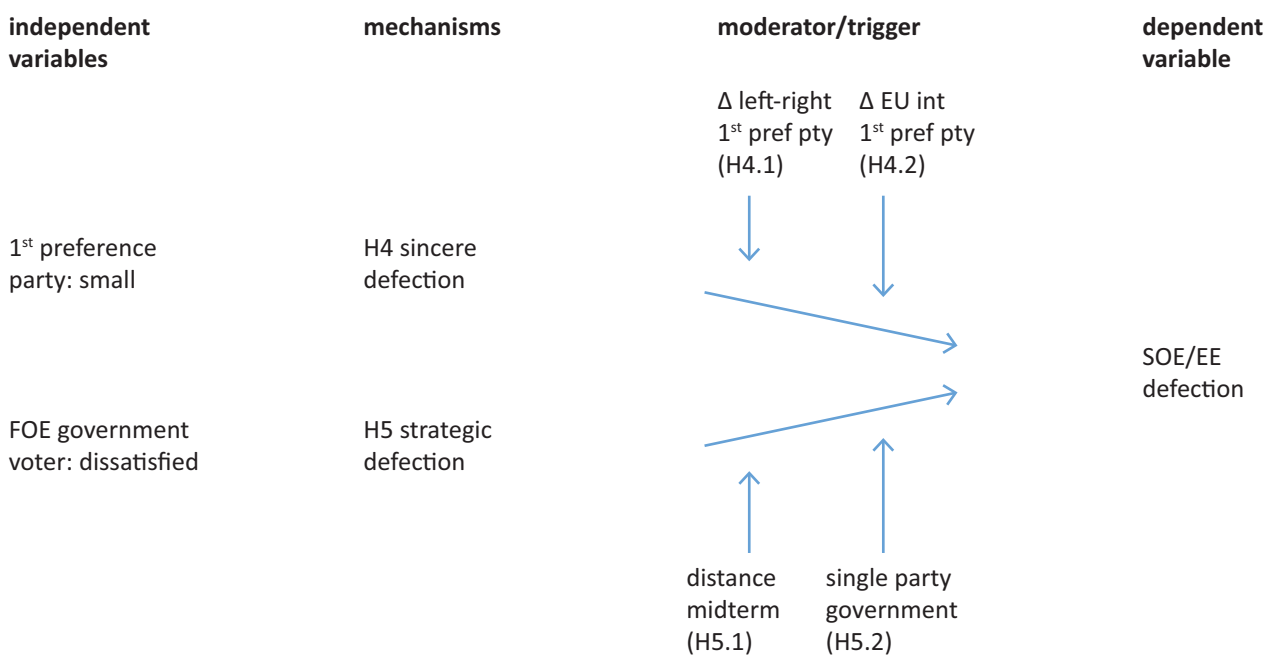 independent
variables
mechanisms
moderator/trigger
dependent
variable
Δ left-right
1st pref pty
(H4.1)
Δ EU int
1st pref pty
(H4.2)
1st preference
party: small
H4 sincere
defection
SOE/EE
defection
FOE government
voter: dissatisfied
H5 strategic
defection
distance
midterm
(H5.1)
single party
government
(H5.2)